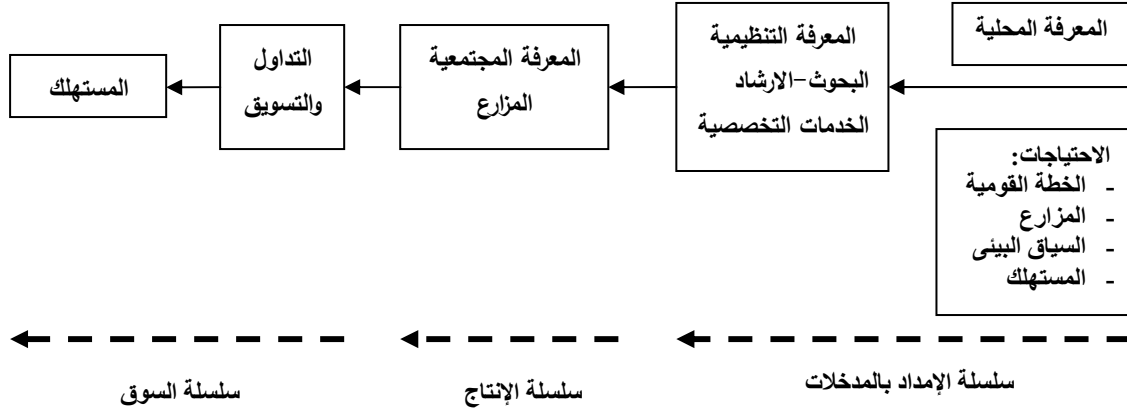 المعرفة المحلية
الاحتياجات:
- الخطة القومية
- المزارع
- السياق البيئى
- المستهلك
المعرفة التنظيمية
البحوث-الارشاد
الخدمات التخصصية
المعرفة المجتمعية
المزارع
التداول
والتسويق
المستهلك
سلسلة الإمداد بالمدخلات
سلسلة الإنتاج
سلسلة السوق